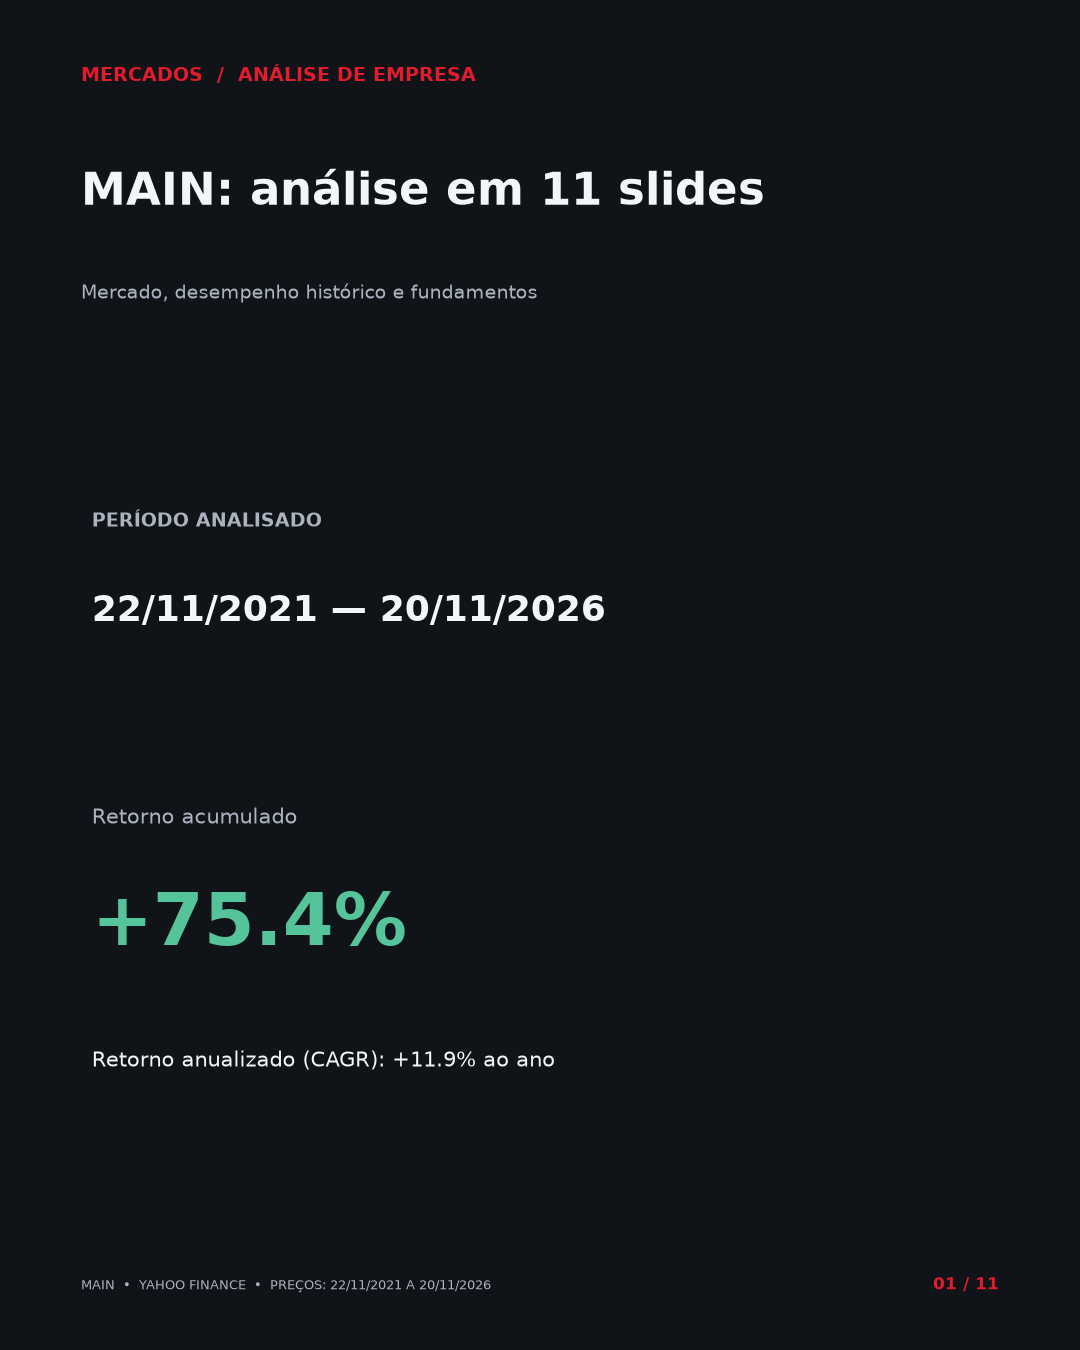 MERCADOS / ANÁLISE DE EMPRESA
MAIN: análise em 11 slides
Mercado, desempenho histórico e fundamentos
PERÍODO ANALISADO
22/11/2021 — 20/11/2026
Retorno acumulado
+75.4%
Retorno anualizado (CAGR): +11.9% ao ano
MAIN • YAHOO FINANCE • PREÇOS: 22/11/2021 A 20/11/2026
01 / 11